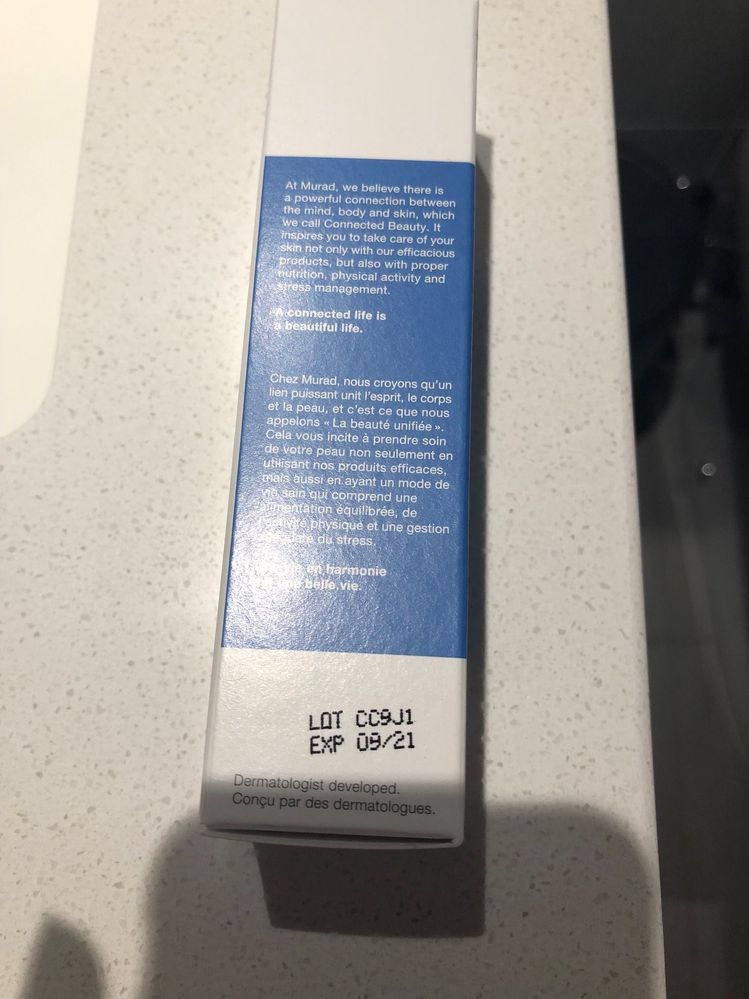 At Murad, we believe there is
a powerful connection between
the mind, body and skin, which
we call Connected Beauty. It
inspires you to take care of your
skin not only with our efficacious
products, but also with proper
nutrition, physical activity and
stress management.
A connected life is
a beautiful life.
Chez Murad, nous croyons qu'un
lien puissant unit l'esprit, le corps
et la peau, et c'est ce que nous
appelons « La beauté unifiée ».
Cela vous incite à prendre soin
de votre peau non seulement en
utilisant nos produits efficaces,
mais aussi en ayant un mode de
vie sain qui comprend une
alimentation équilibrée, de
l'activité physique et une gestion
du stress.
vie en harmonie
une belle vie.
LOT CC9J1
EXP 09/21
Dermatologist developed.
Conçu par des dermatologues.